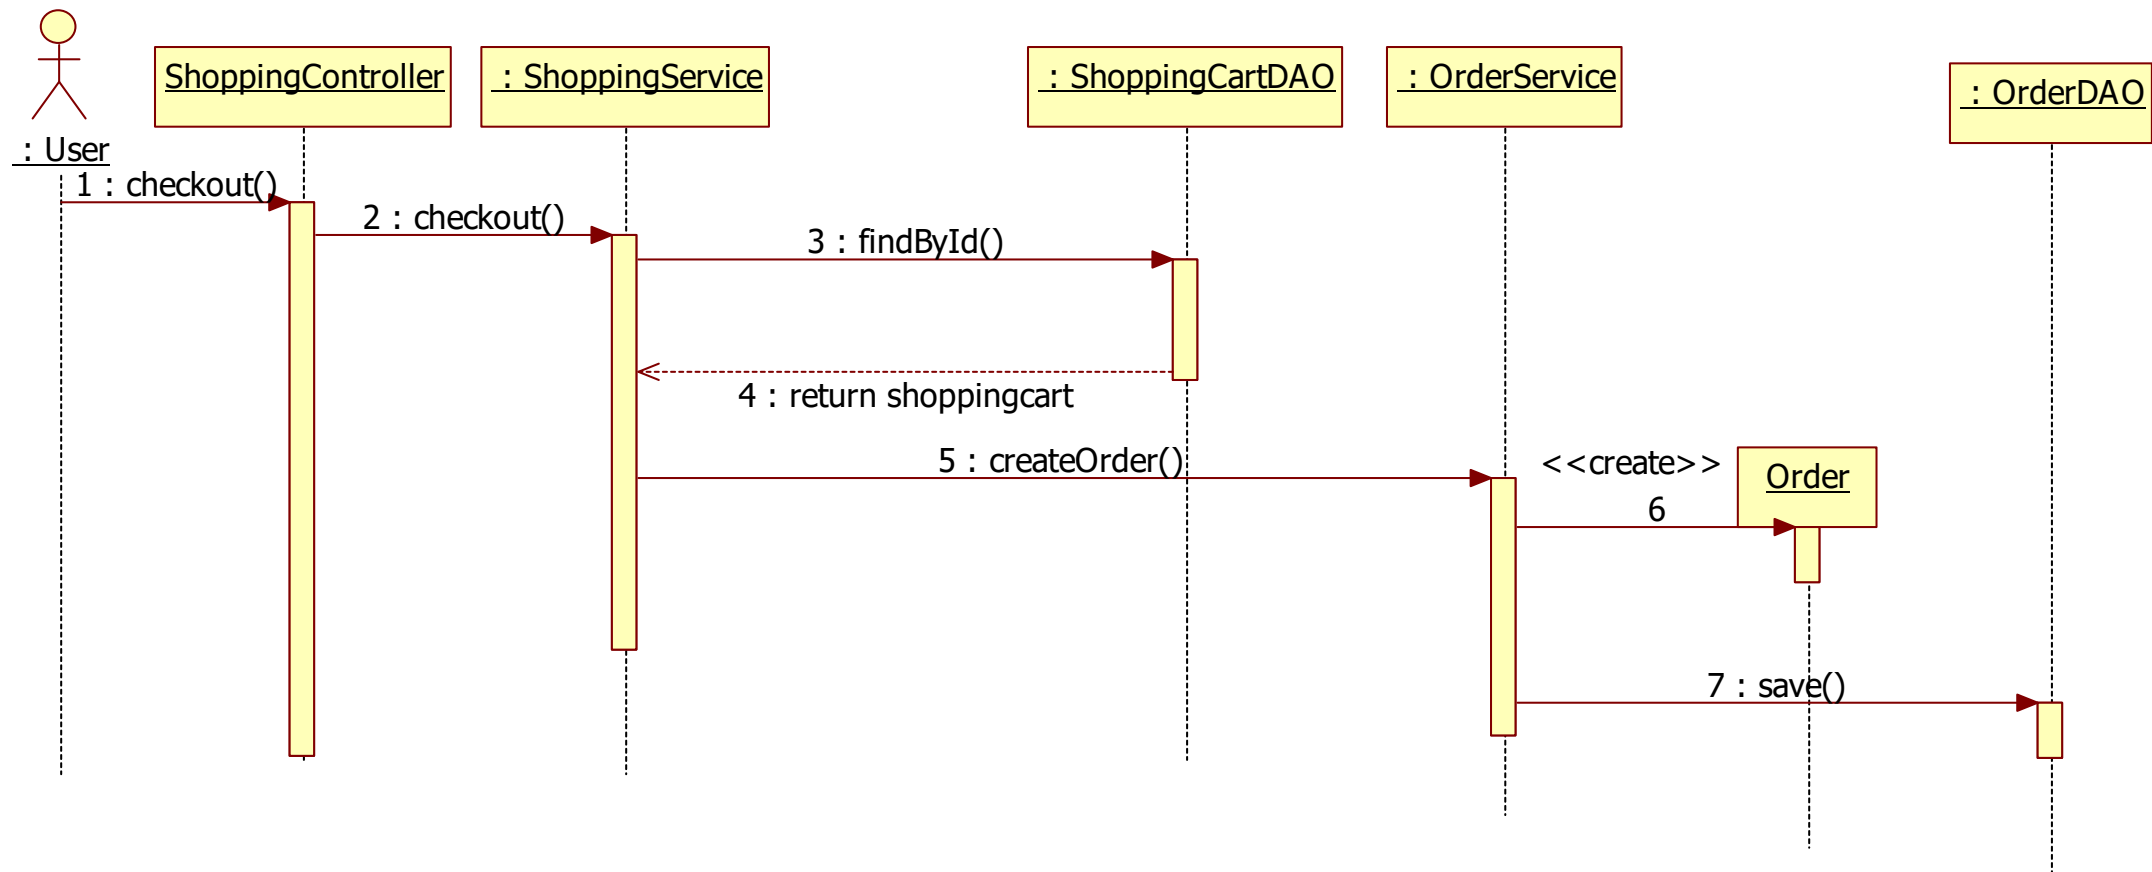 ShoppingController
: ShoppingService
: ShoppingCartDAO
: OrderService
: OrderDAO
: User
1 : checkout()
2 : checkout()
3 : findById()
4 : return shoppingcart
5 : createOrder()
<<create>>
Order
6
7 : save()